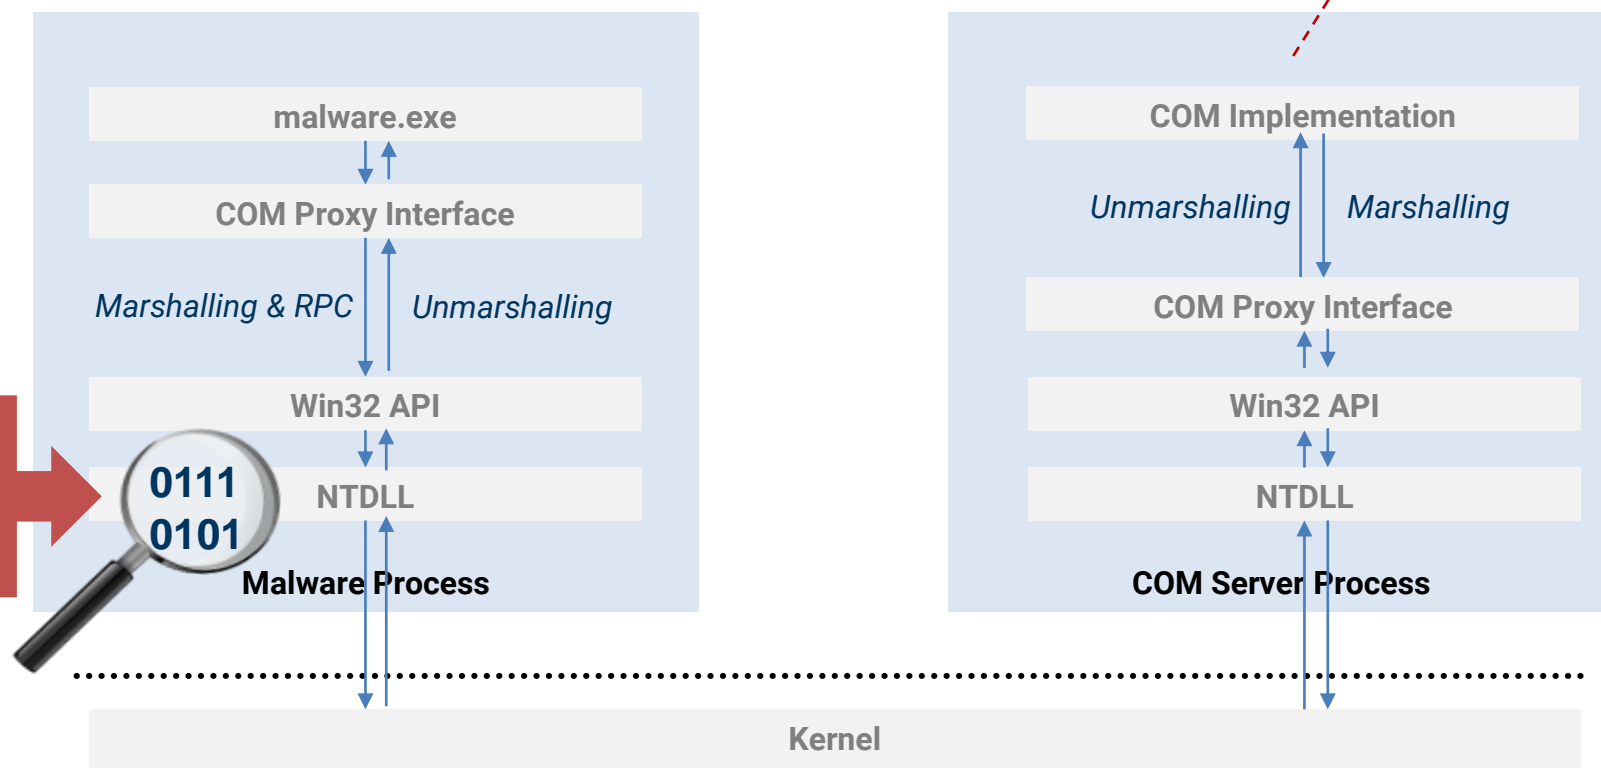 malware.exe
COM Proxy Interface
Marshalling & RPC
Unmarshalling
Win32 API
0111
0101
NTDLL
Malware Process
COM Implementation
Unmarshalling
Marshalling
COM Proxy Interface
Win32 API
NTDLL
COM Server Process
Kernel